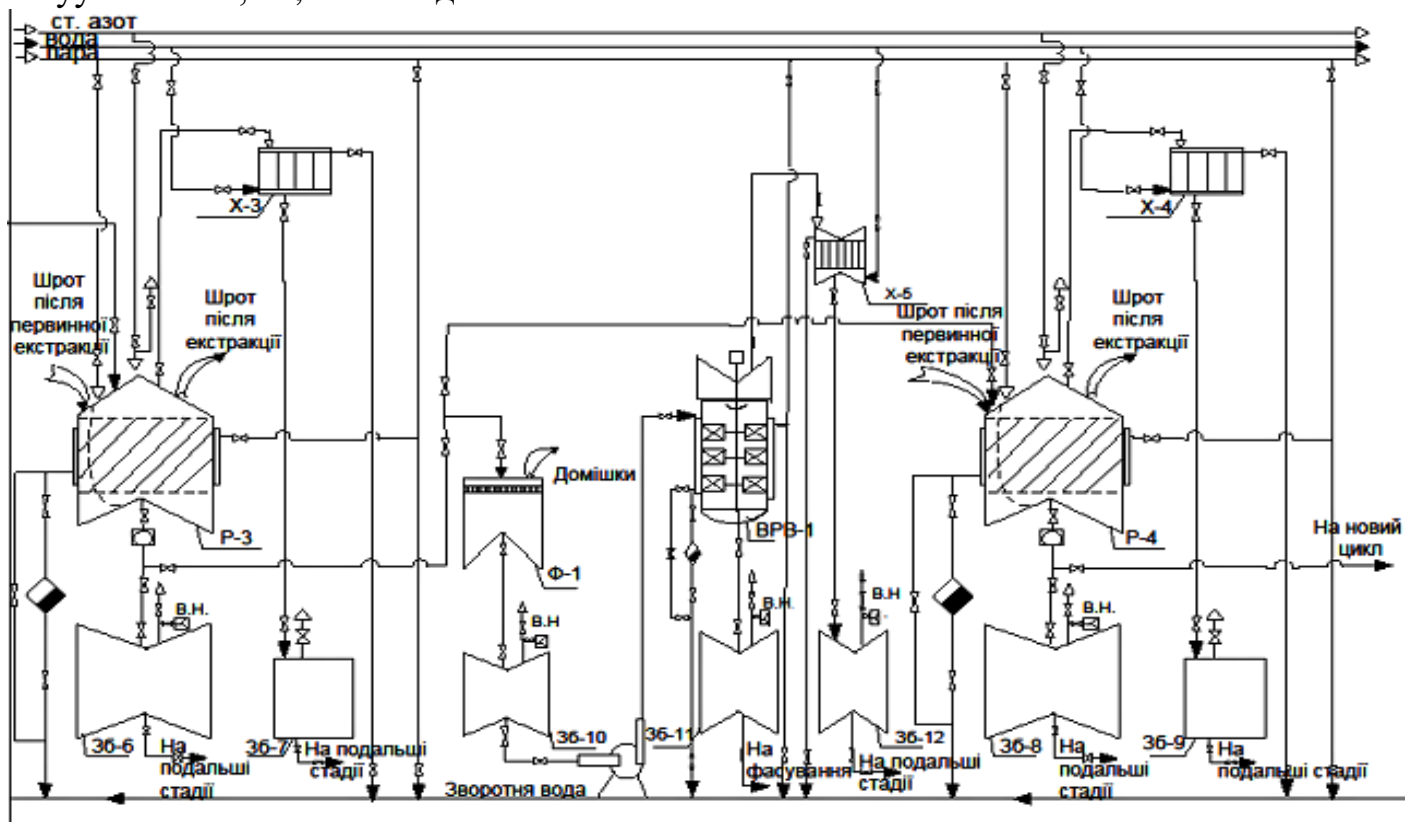 ст. азот
вода
пара
Х-3
Х-4
Х-5
Шрот
після
первинної
екстракції
Шрот
після
екстракції
Шрот після
первинної
екстракції
Шрот
після
екстракції
Домішки
Р-3
Ф-1
ВРВ-1
Р-4
На новий
цикл
В.Н.
В.Н
В.Н.
В.Н
В.Н.
Зб-6
На
подальші
стадії
Зб-7
На подальші
стадії
Зб-10
Зб-11
На
фасування
Зб-12
На подальші
стадії
Зб-8
На
подальші
стадії
Зб-9
На
подальші стадії
Зворотня вода